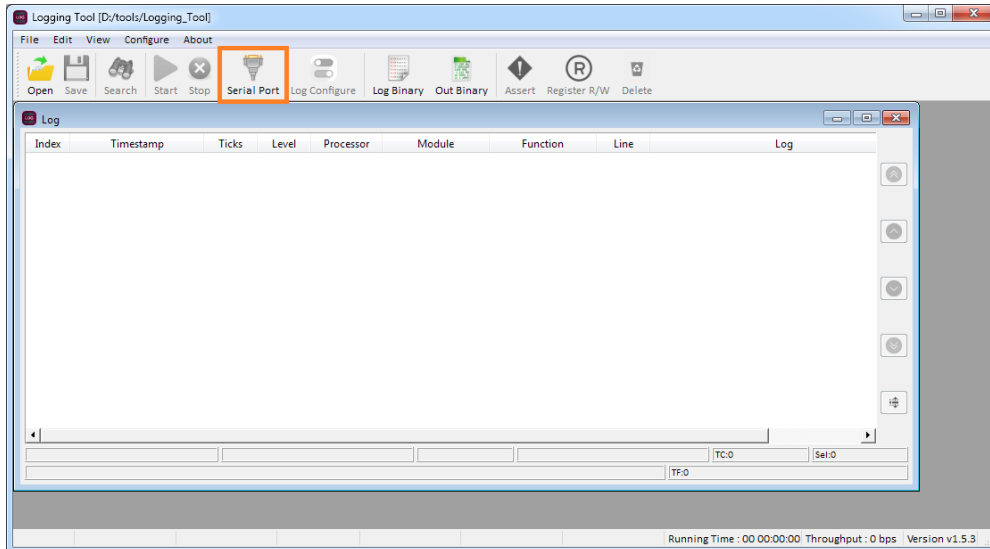 Logging Tool [D:/tools/Logging_Tool]
File Edit View Configure About
Open Save Search Start Stop Serial Port Log Configure Log Binary Out Binary Assert Register R/W Delete
Log
Index Timestamp Ticks Level Processor Module Function Line Log
TC:0 Sel:0
TF:0
Running Time : 00 00:00:00 Throughput : 0 bps Version v1.5.3